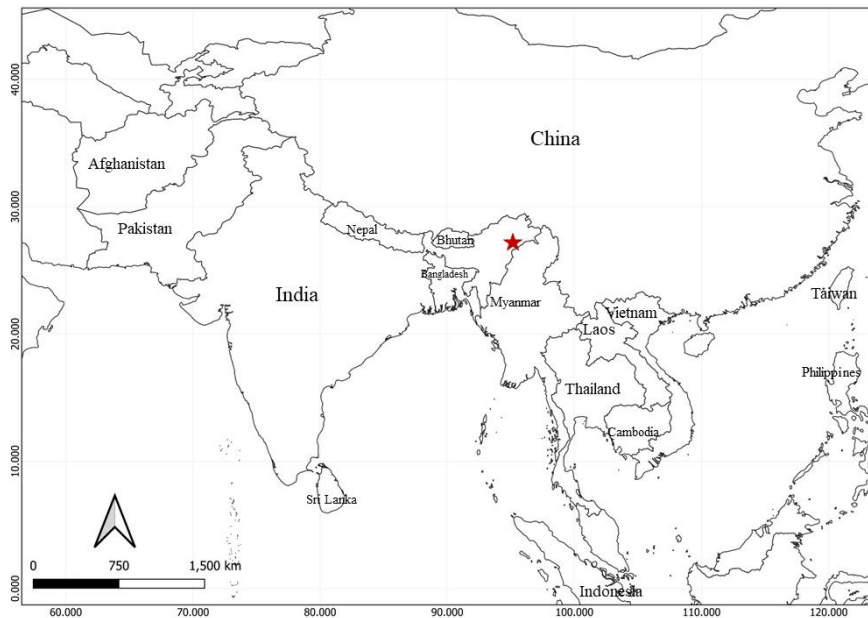 40.000
China
Afghanistan
30.000
Pakistan
Nepal
Bhutan
Bangladesh
India
Myanmar
Taiwan
Vietnam
20.000
Laos
Philippines
Thailand
Cambodia
10.000
Sri Lanka
0 750 1,500 km
Indonesia
0.000
60.000 70.000 80.000 90.000 100.000 110.000 120.000